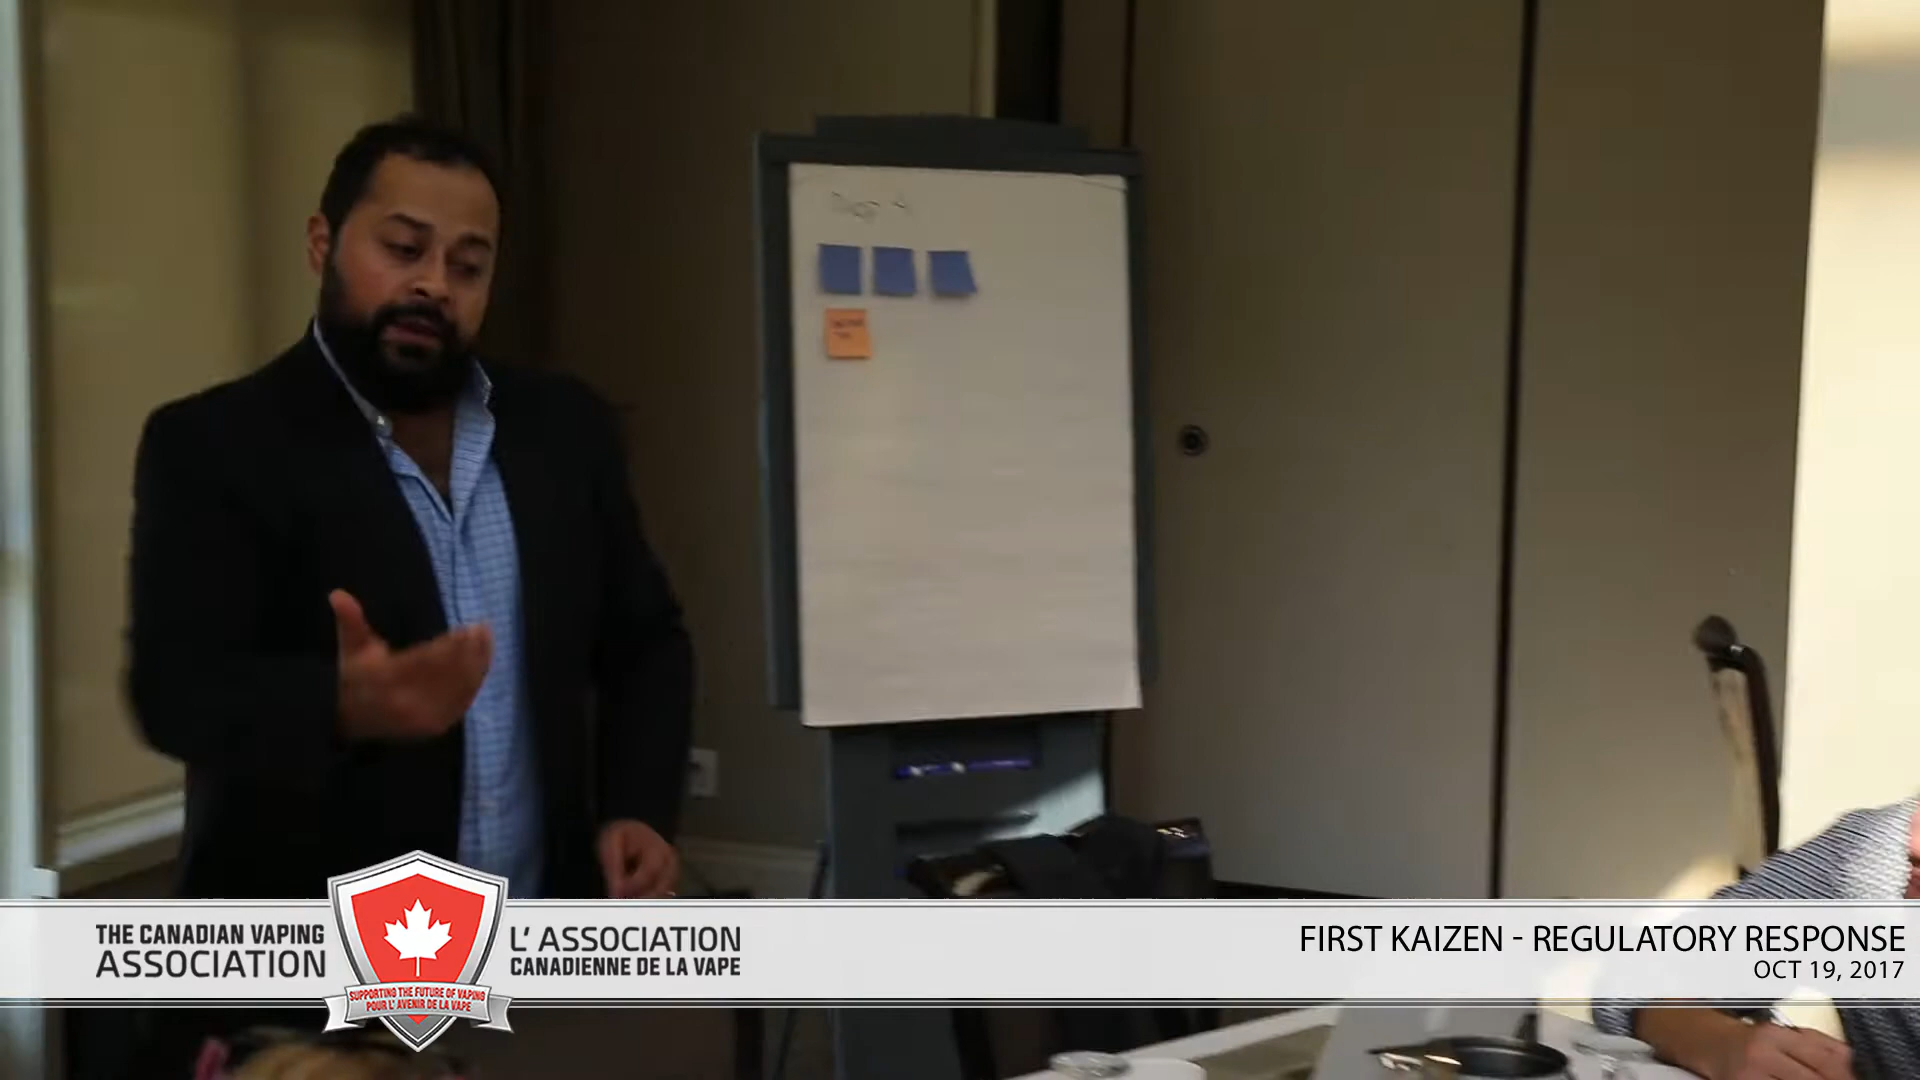 THE CANADIAN VAPING
ASSOCIATION
L' ASSOCIATION
CANADIENNE DE LA VAPE
SUPPORTING THE FUTURE OF VAPING
POUR L' AVENIR DE LA VAPE
FIRST KAIZEN - REGULATORY RESPONSE
OCT 19, 2017